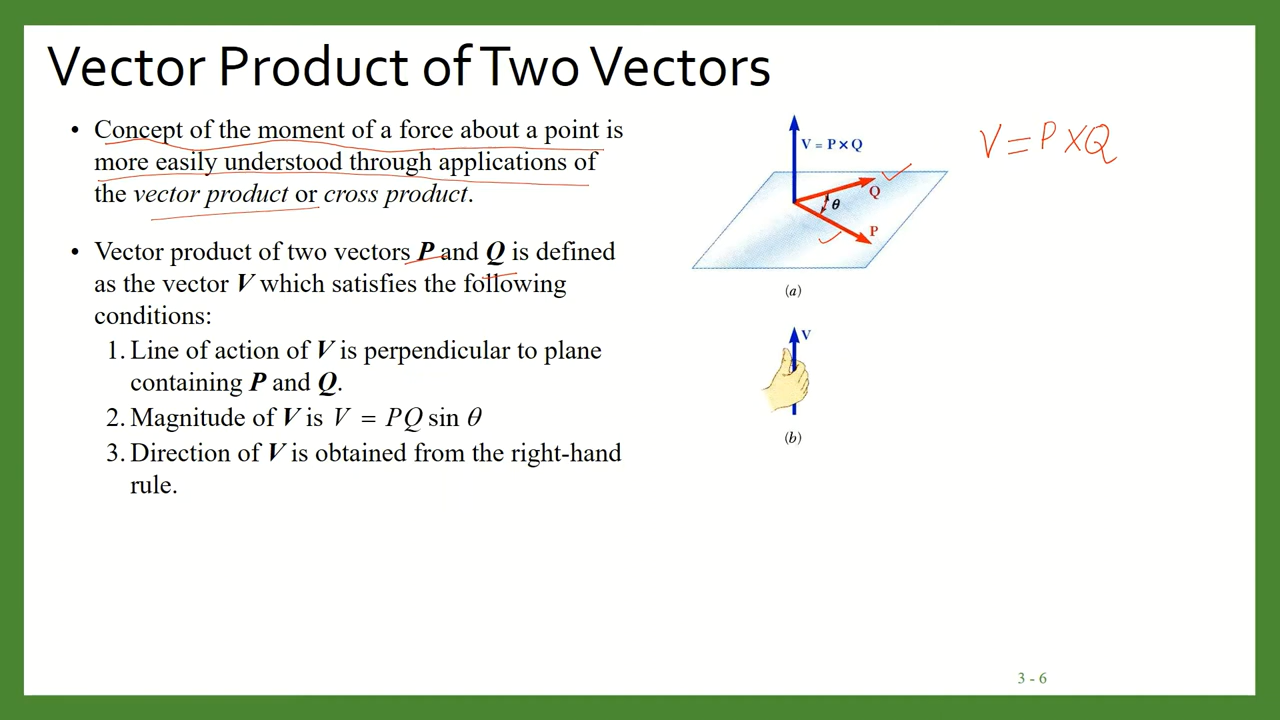 Vector Product of Two Vectors
• Concept of the moment of a force about a point is
more easily understood through applications of
the vector product or cross product.
• Vector product of two vectors P and Q is defined
as the vector V which satisfies the following
conditions:
1. Line of action of V is perpendicular to plane
containing P and Q.
2. Magnitude of V is V = PQ sin θ
3. Direction of V is obtained from the right-hand
rule.
V = P × Q
Q
θ
P
(a)
V
(b)
V = P × Q
3 - 6